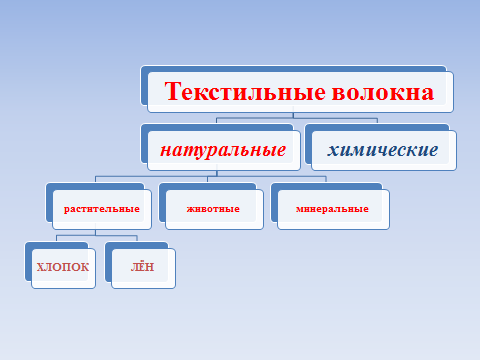 Текстильные волокна
натуральные химические
растительные животные минеральные
ХЛОПОК ЛЁН